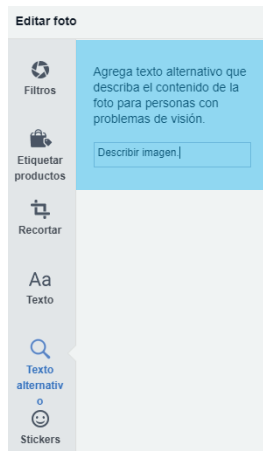 Editar foto
Filtros
Etiquetar
productos
Recortar
Aa
Texto
Texto
alternativ
o
Stickers
Agrega texto alternativo que
describa el contenido de la
foto para personas con
problemas de visión.
Describir imagen.